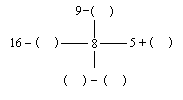 9-( )
16-( ) 8 5+( )
( )-( )